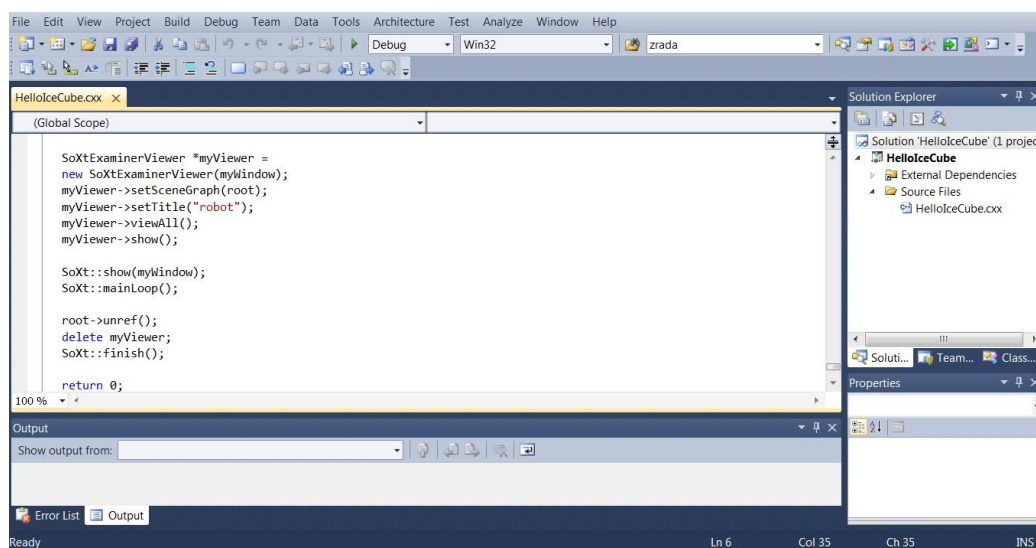 File Edit View Project Build Debug Team Data Tools Architecture Test Analyze Window Help
Debug Win32 zrada
HelloIceCube.cxx
(Global Scope)
SoXtExaminerViewer *myViewer =
new SoXtExaminerViewer(myWindow);
myViewer->setSceneGraph(root);
myViewer->setTitle("robot");
myViewer->viewAll();
myViewer->show();
SoXt::show(myWindow);
SoXt::mainLoop();
root->unref();
delete myViewer;
SoXt::finish();
return 0;
100 %
Output
Show output from:
Error List Output
Solution Explorer
Solution 'HelloIceCube' (1 projec
HelloIceCube
External Dependencies
Source Files
HelloIceCube.cxx
Soluti... Team... Class...
Properties
Ready Ln 6 Col 35 Ch 35 INS